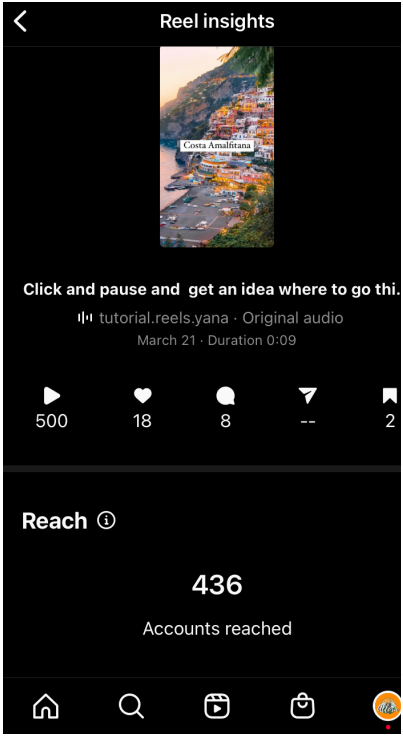 Reel insights
Costa Amalfitana
Click and pause and get an idea where to go thi.
tutorial.reels.yana · Original audio
March 21 · Duration 0:09
500 18 8 -- 2
Reach
436
Accounts reached